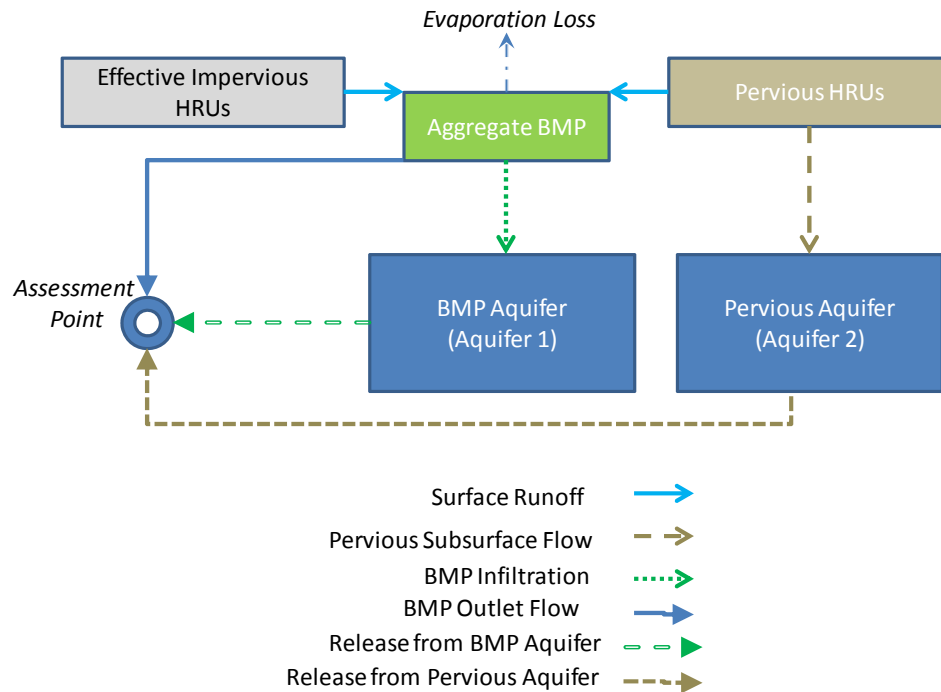 Evaporation Loss
Effective Impervious
HRUs
Aggregate BMP
Pervious HRUs
Assessment
Point
BMP Aquifer
(Aquifer 1)
Pervious Aquifer
(Aquifer 2)
Surface Runoff
Pervious Subsurface Flow
BMP Infiltration
BMP Outlet Flow
Release from BMP Aquifer
Release from Pervious Aquifer